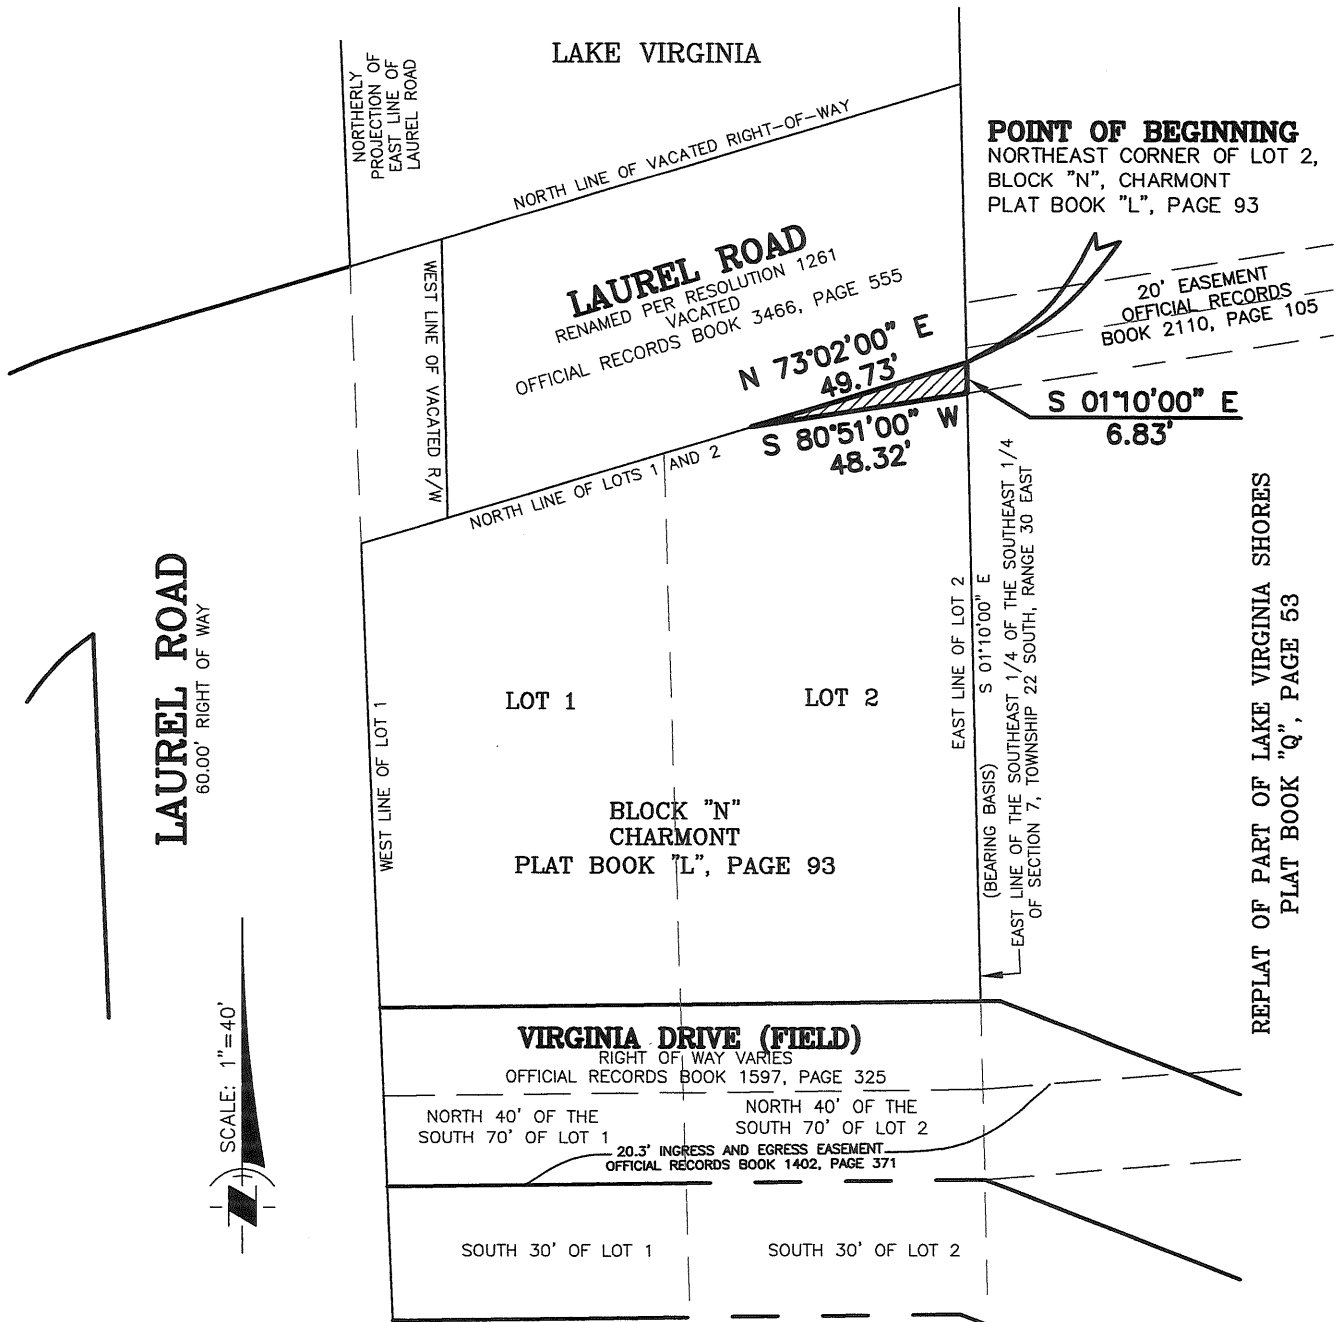 LAKE VIRGINIA
NORTHERLY
PROJECTION OF
EAST LINE OF
LAUREL ROAD
NORTH LINE OF VACATED RIGHT-OF-WAY
POINT OF BEGINNING
NORTHEAST CORNER OF LOT 2,
BLOCK "N", CHARMONT
PLAT BOOK "L", PAGE 93
WEST LINE OF VACATED R/W
LAUREL ROAD
RENAMED PER RESOLUTION 1261
VACATED
OFFICIAL RECORDS BOOK 3466, PAGE 555
20' EASEMENT
OFFICIAL RECORDS
BOOK 2110, PAGE 105
N 73°02'00" E
49.73'
S 80°51'00" W
48.32'
S 01°10'00" E
6.83'
NORTH LINE OF LOTS 1 AND 2
LAUREL ROAD
60.00' RIGHT OF WAY
WEST LINE OF LOT 1
LOT 1
LOT 2
EAST LINE OF LOT 2
(BEARING BASIS) S 01°10'00" E
EAST LINE OF THE SOUTHEAST 1/4 OF THE SOUTHEAST 1/4
OF SECTION 7, TOWNSHIP 22 SOUTH, RANGE 30 EAST
REPLAT OF PART OF LAKE VIRGINIA SHORES
PLAT BOOK "Q", PAGE 53
BLOCK "N"
CHARMONT
PLAT BOOK "L", PAGE 93
SCALE: 1"=40'
VIRGINIA DRIVE (FIELD)
RIGHT OF WAY VARIES
OFFICIAL RECORDS BOOK 1597, PAGE 325
NORTH 40' OF THE
SOUTH 70' OF LOT 1
NORTH 40' OF THE
SOUTH 70' OF LOT 2
20.3' INGRESS AND EGRESS EASEMENT
OFFICIAL RECORDS BOOK 1402, PAGE 371
SOUTH 30' OF LOT 1
SOUTH 30' OF LOT 2